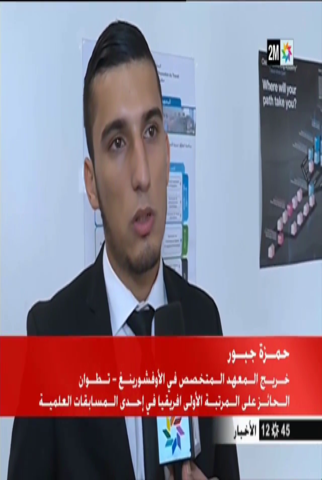 2M
Where will your
path take you?
حمزة جبور
خريج المعهد المتخصص في الأوفشورينغ - تطوان
الحائز على المرتبة الأولى افريقيا في إحدى المسابقات العلمية
الأخبار 12 45